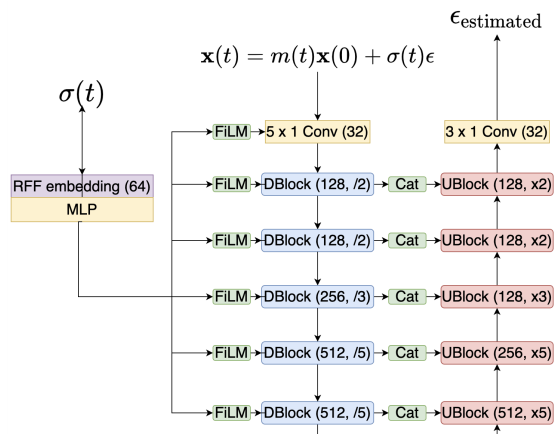 ϵestimated
x(t) = m(t)x(0) + σ(t)ϵ
σ(t)
FiLM 5 x 1 Conv (32) 3 x 1 Conv (32)
RFF embedding (64) FiLM DBlock (128, /2) Cat UBlock (128, x2)
MLP
FiLM DBlock (128, /2) Cat UBlock (128, x2)
FiLM DBlock (256, /3) Cat UBlock (128, x3)
FiLM DBlock (512, /5) Cat UBlock (256, x5)
FiLM DBlock (512, /5) Cat UBlock (512, x5)